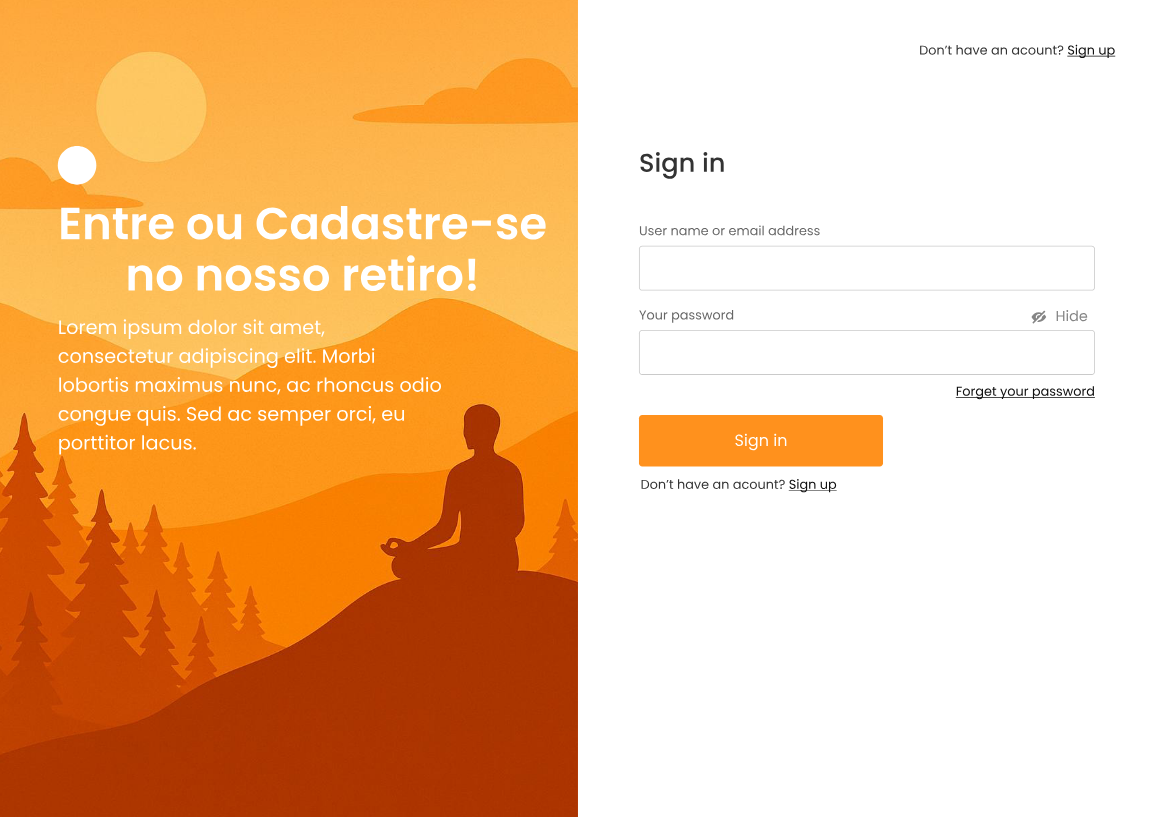 Entre ou Cadastre-se
no nosso retiro!
Lorem ipsum dolor sit amet,
consectetur adipiscing elit. Morbi
lobortis maximus nunc, ac rhoncus odio
congue quis. Sed ac semper orci, eu
porttitor lacus.
Don't have an acount? Sign up
Sign in
User name or email address
Your password
Hide
Forget your password
Sign in
Don't have an acount? Sign up